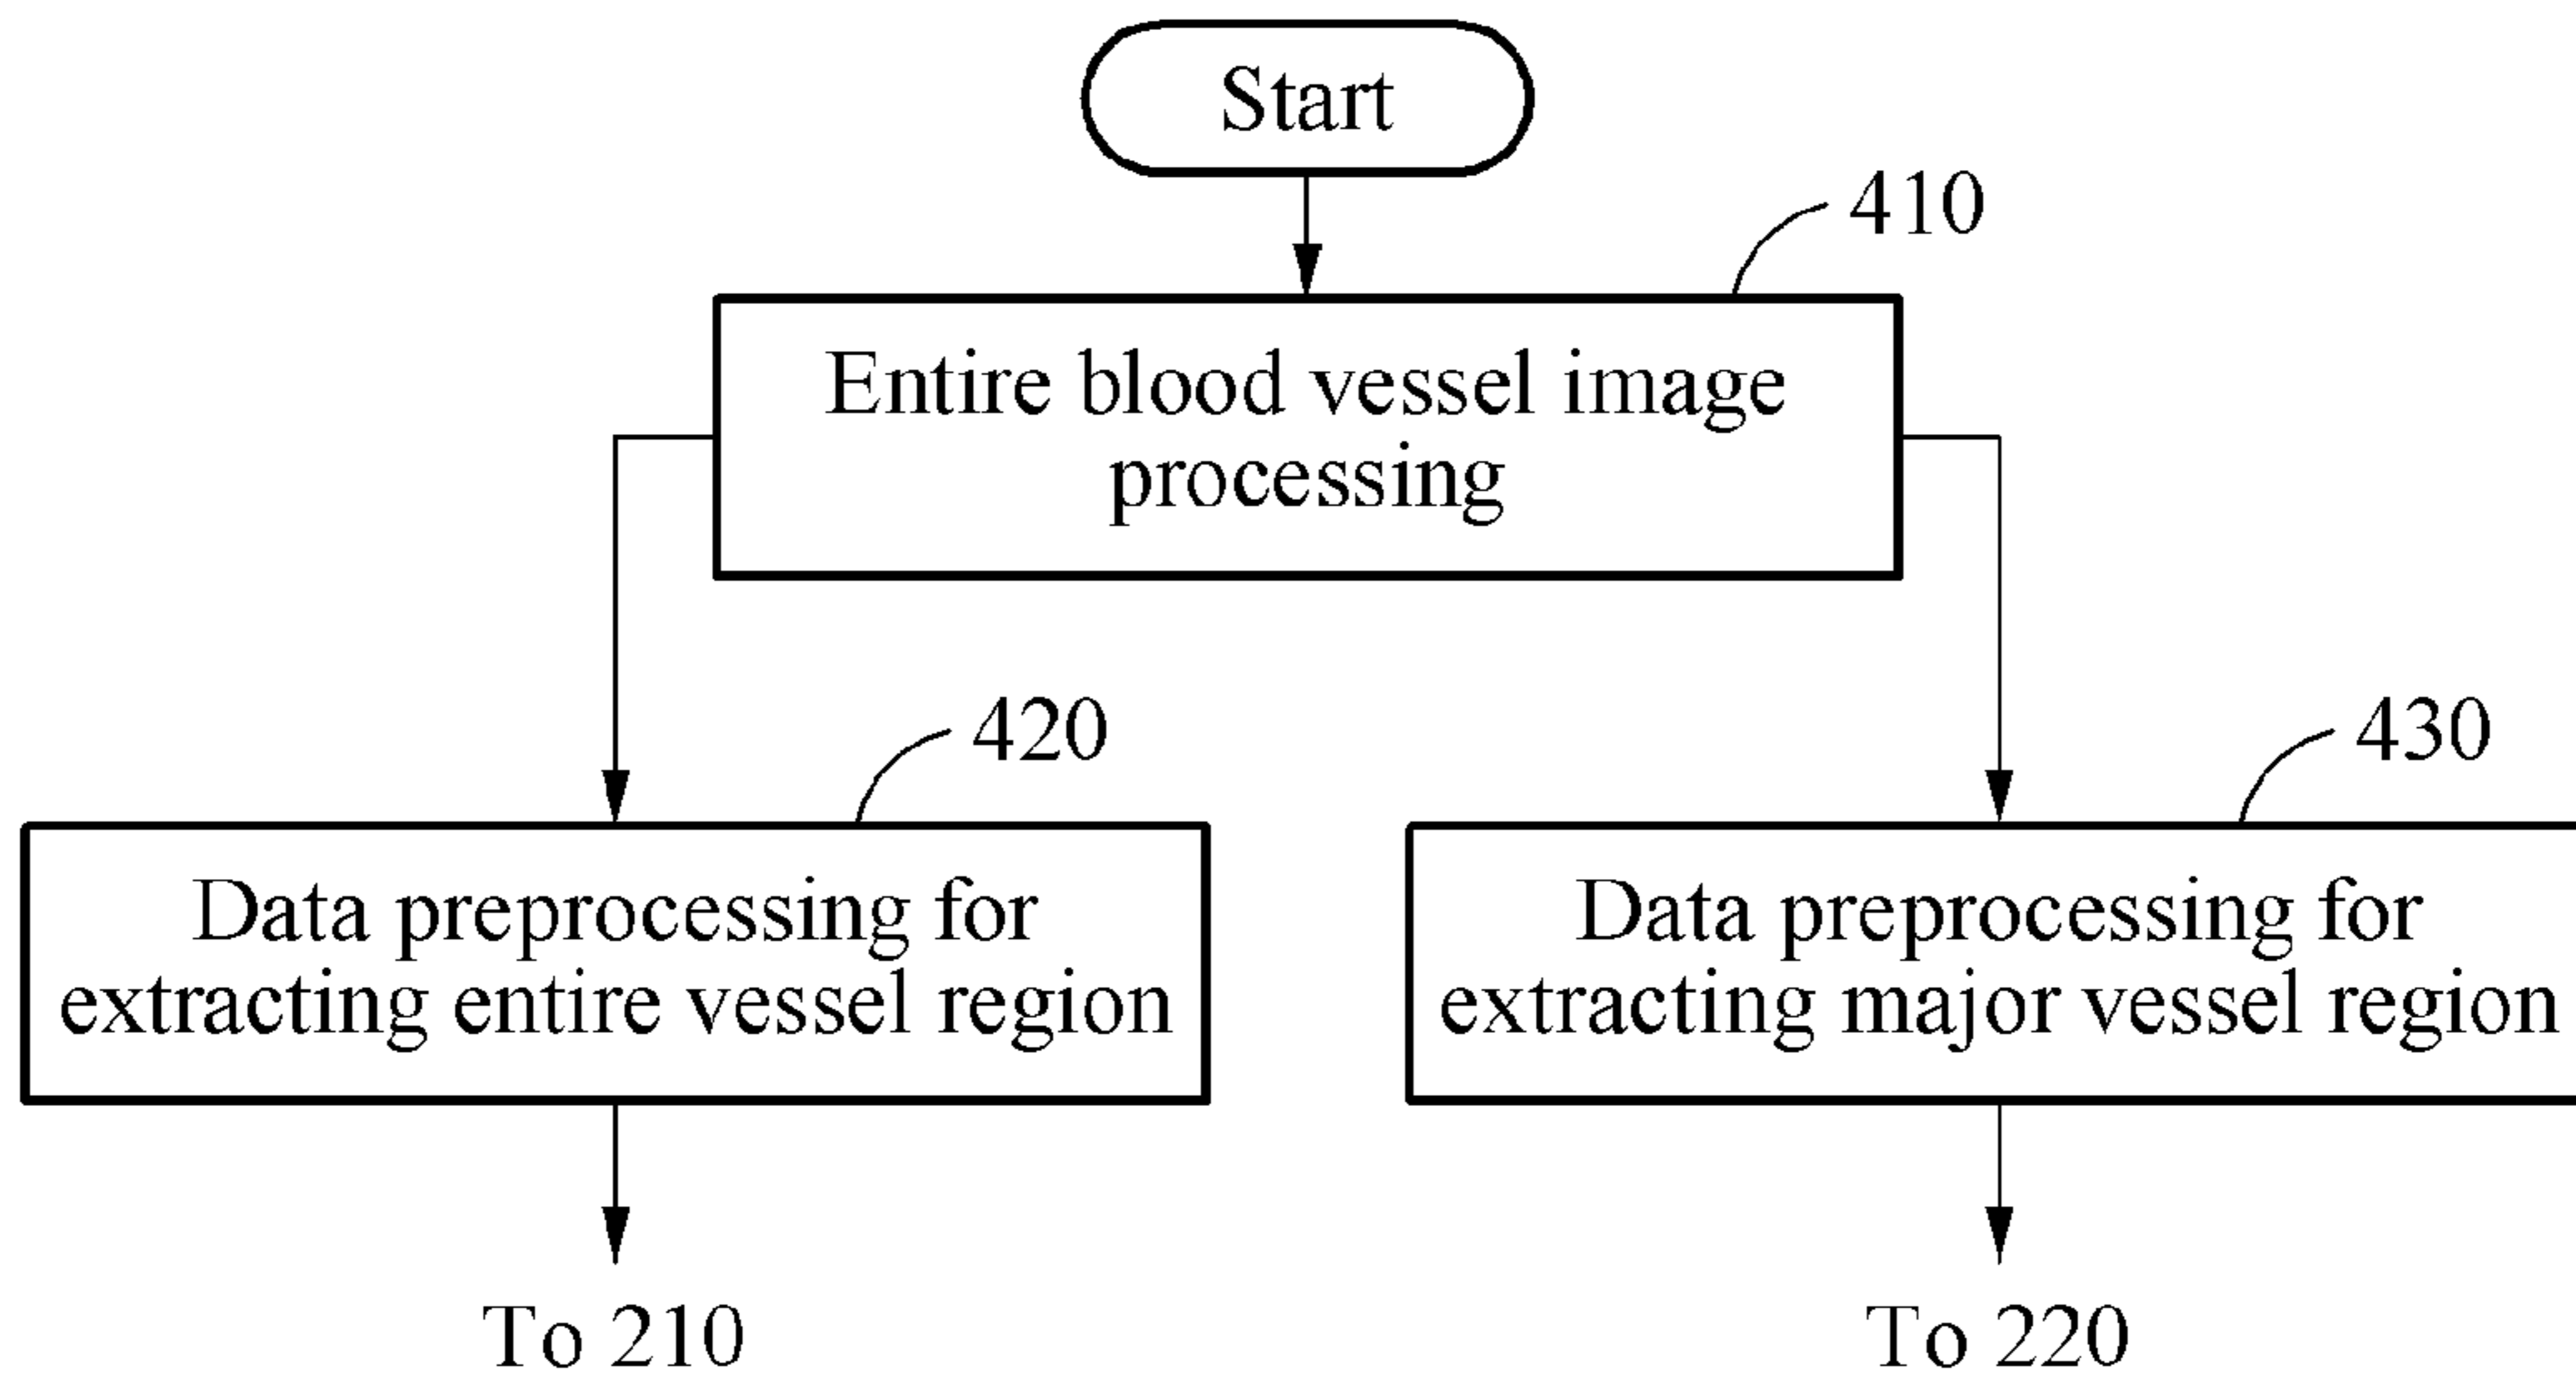 Start
410
Entire blood vessel image
processing
420
430
Data preprocessing for
extracting entire vessel region
Data preprocessing for
extracting major vessel region
To 210
To 220